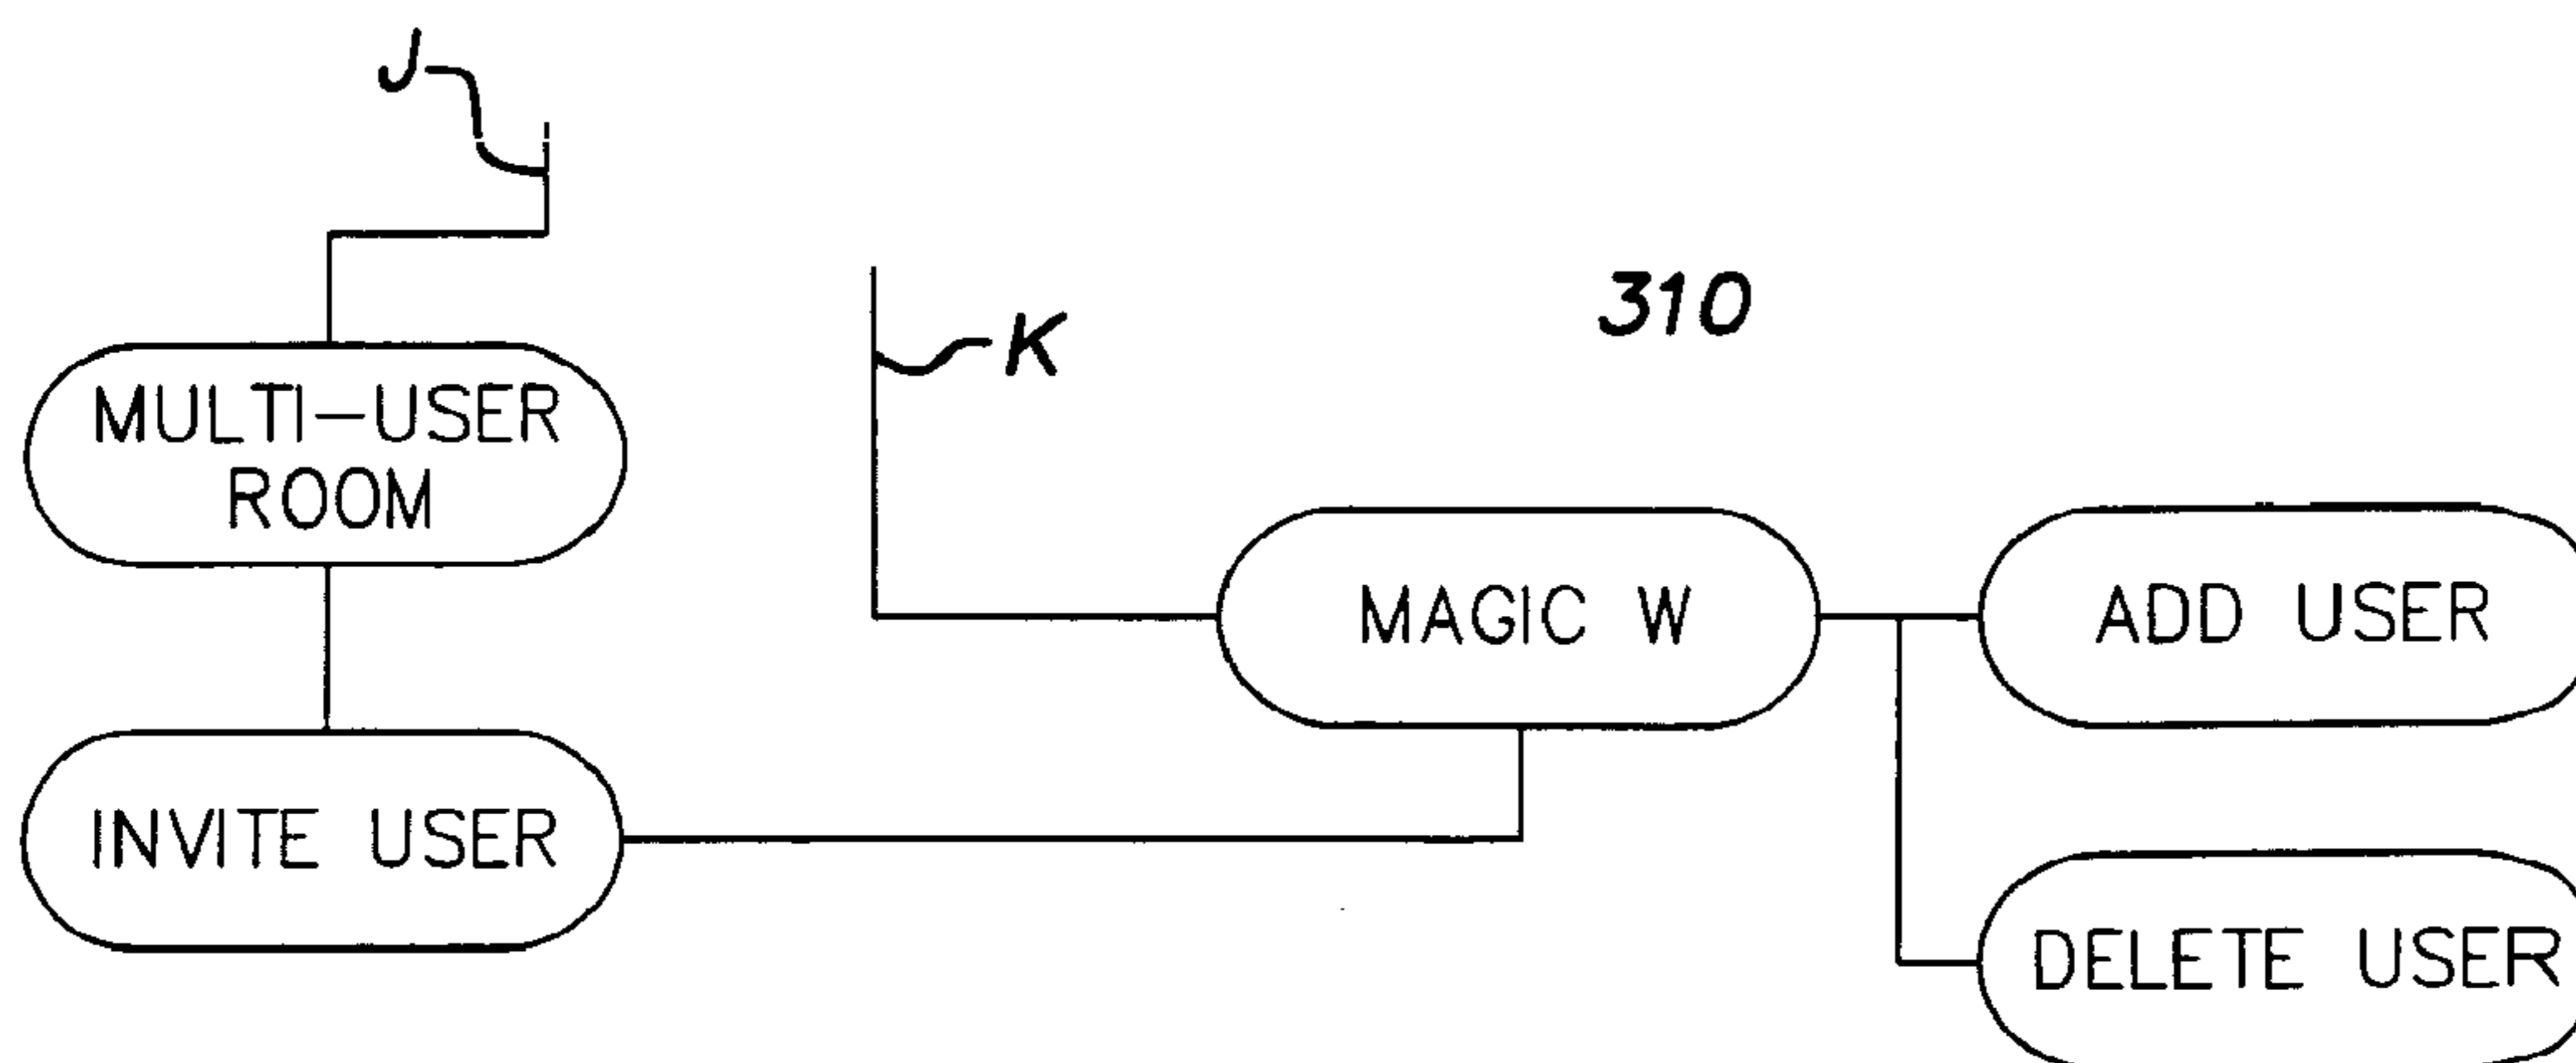 J
K
310
MULTI-USER
ROOM
MAGIC W
ADD USER
INVITE USER
DELETE USER